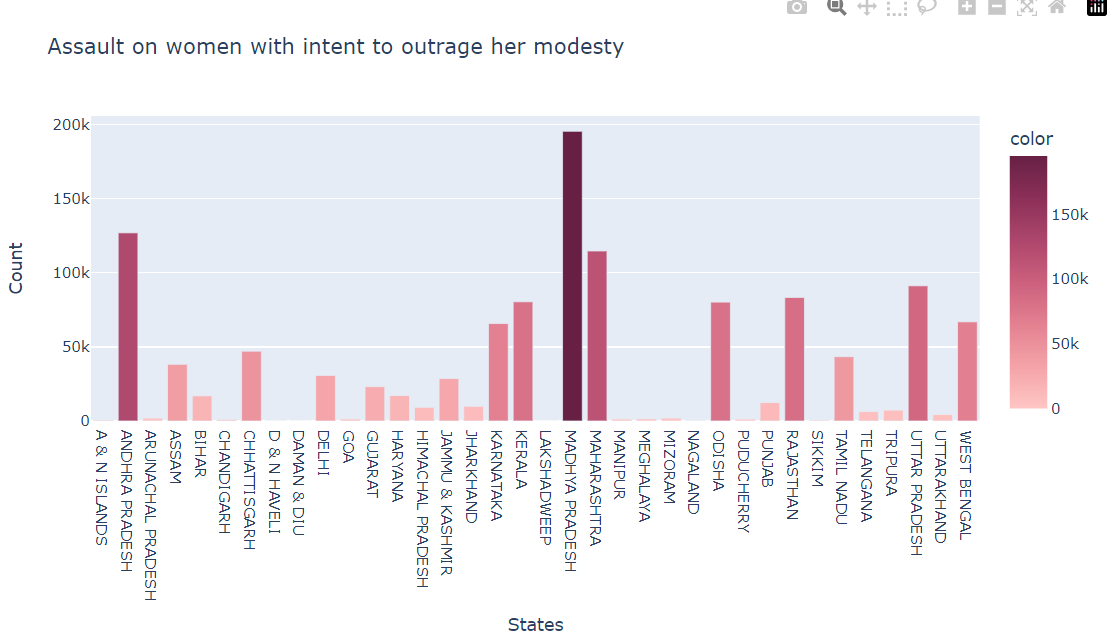 Assault on women with intent to outrage her modesty
200k
150k
100k
50k
0
Count
A & N ISLANDS
ANDHRA PRADESH
ARUNACHAL PRADESH
ASSAM
BIHAR
CHANDIGARH
CHHATTISGARH
D & N HAVELI
DAMAN & DIU
DELHI
GOA
GUJARAT
HARYANA
HIMACHAL PRADESH
JAMMU & KASHMIR
JHARKHAND
KARNATAKA
KERALA
LAKSHADWEEP
MADHYA PRADESH
MAHARASHTRA
MANIPUR
MEGHALAYA
MIZORAM
NAGALAND
ODISHA
PUDUCHERRY
PUNJAB
RAJASTHAN
SIKKIM
TAMIL NADU
TELANGANA
TRIPURA
UTTAR PRADESH
UTTARAKHAND
WEST BENGAL
States
color
150k
100k
50k
0